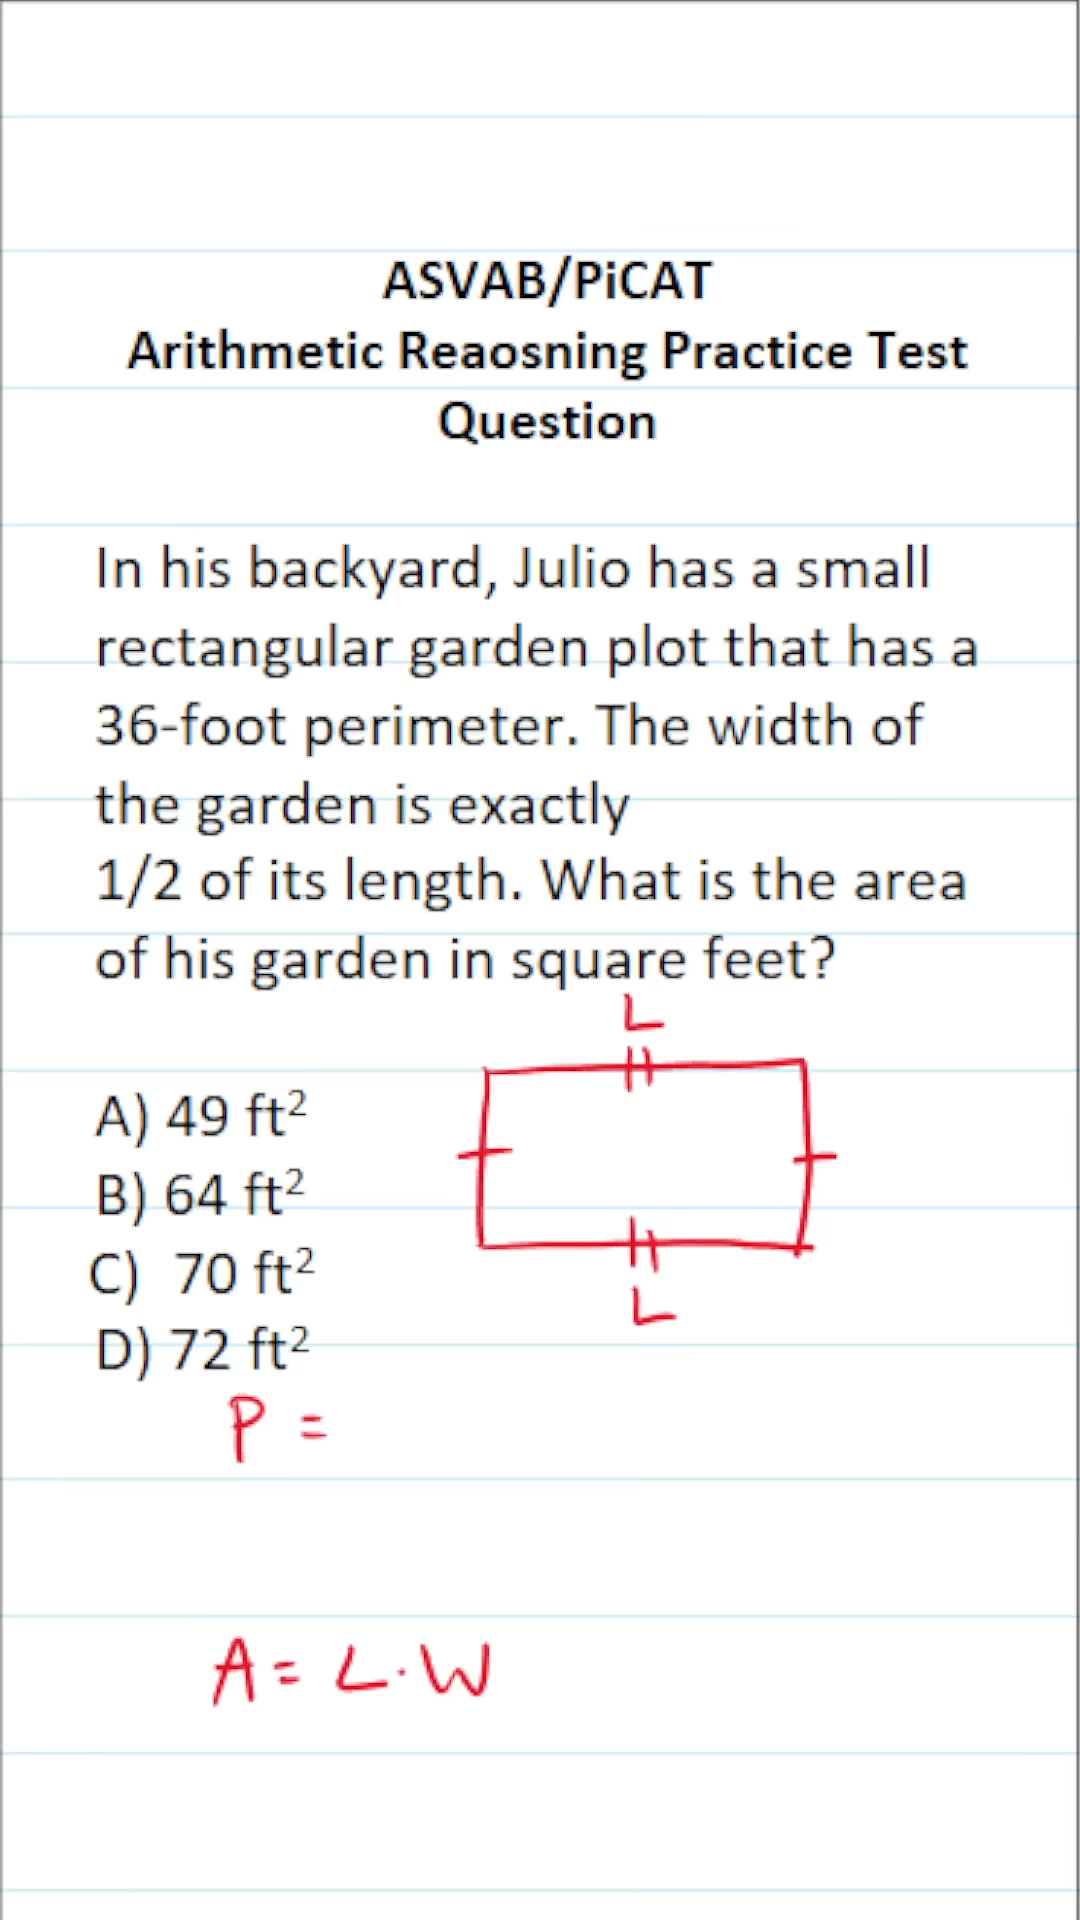 ASVAB/PiCAT
Arithmetic Reaosning Practice Test
Question
In his backyard, Julio has a small
rectangular garden plot that has a
36-foot perimeter. The width of
the garden is exactly
1/2 of its length. What is the area
of his garden in square feet?
L
A) 49 ft²
B) 64 ft²
C) 70 ft²
L
D) 72 ft²
P =
A = L·W